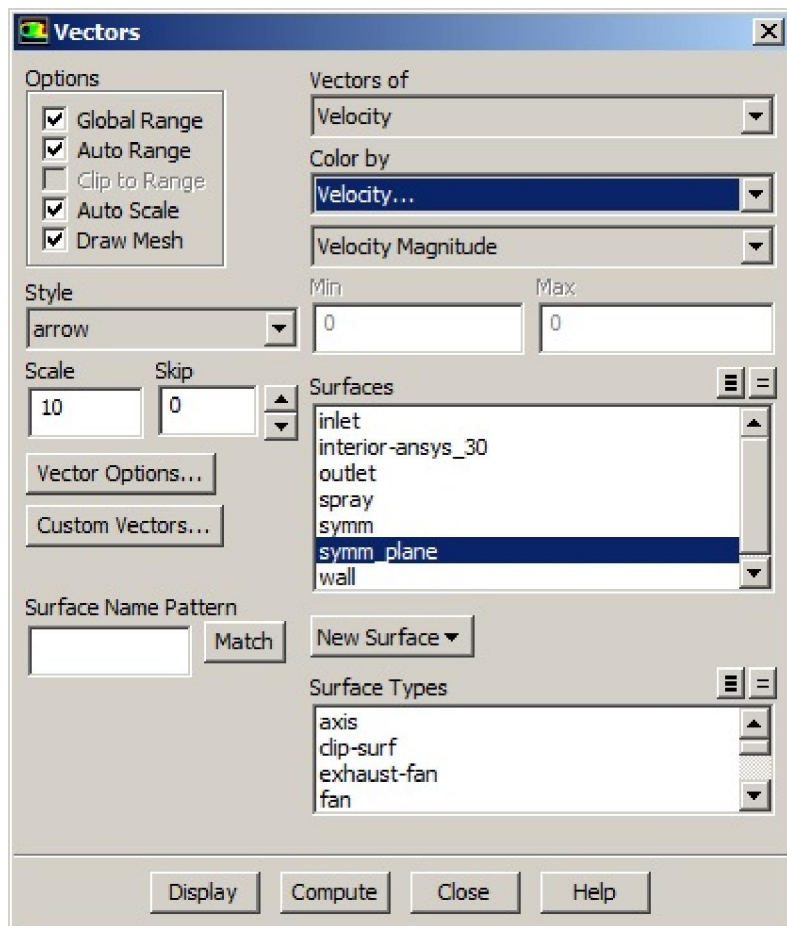 Vectors
Options
Global Range
Auto Range
Clip to Range
Auto Scale
Draw Mesh
Style
arrow
Scale Skip
10 0
Vector Options...
Custom Vectors...
Surface Name Pattern
Match
Vectors of
Velocity
Color by
Velocity...
Velocity Magnitude
Min Max
0 0
Surfaces
inlet
interior-ansys_30
outlet
spray
symm
symm_plane
wall
New Surface
Surface Types
axis
clip-surf
exhaust-fan
fan
Display Compute Close Help